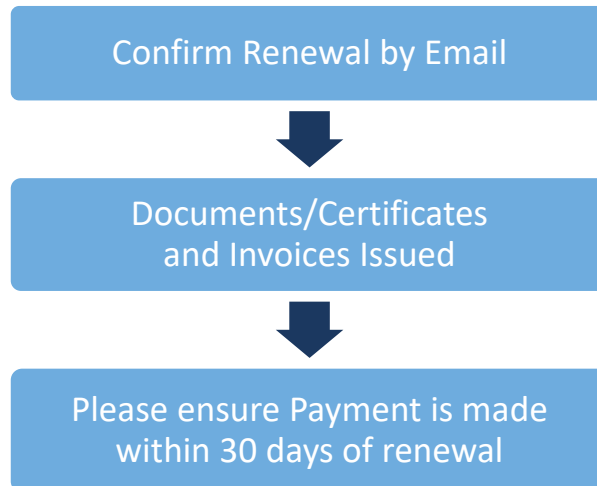 Confirm Renewal by Email
Documents/Certificates
and Invoices Issued
Please ensure Payment is made
within 30 days of renewal